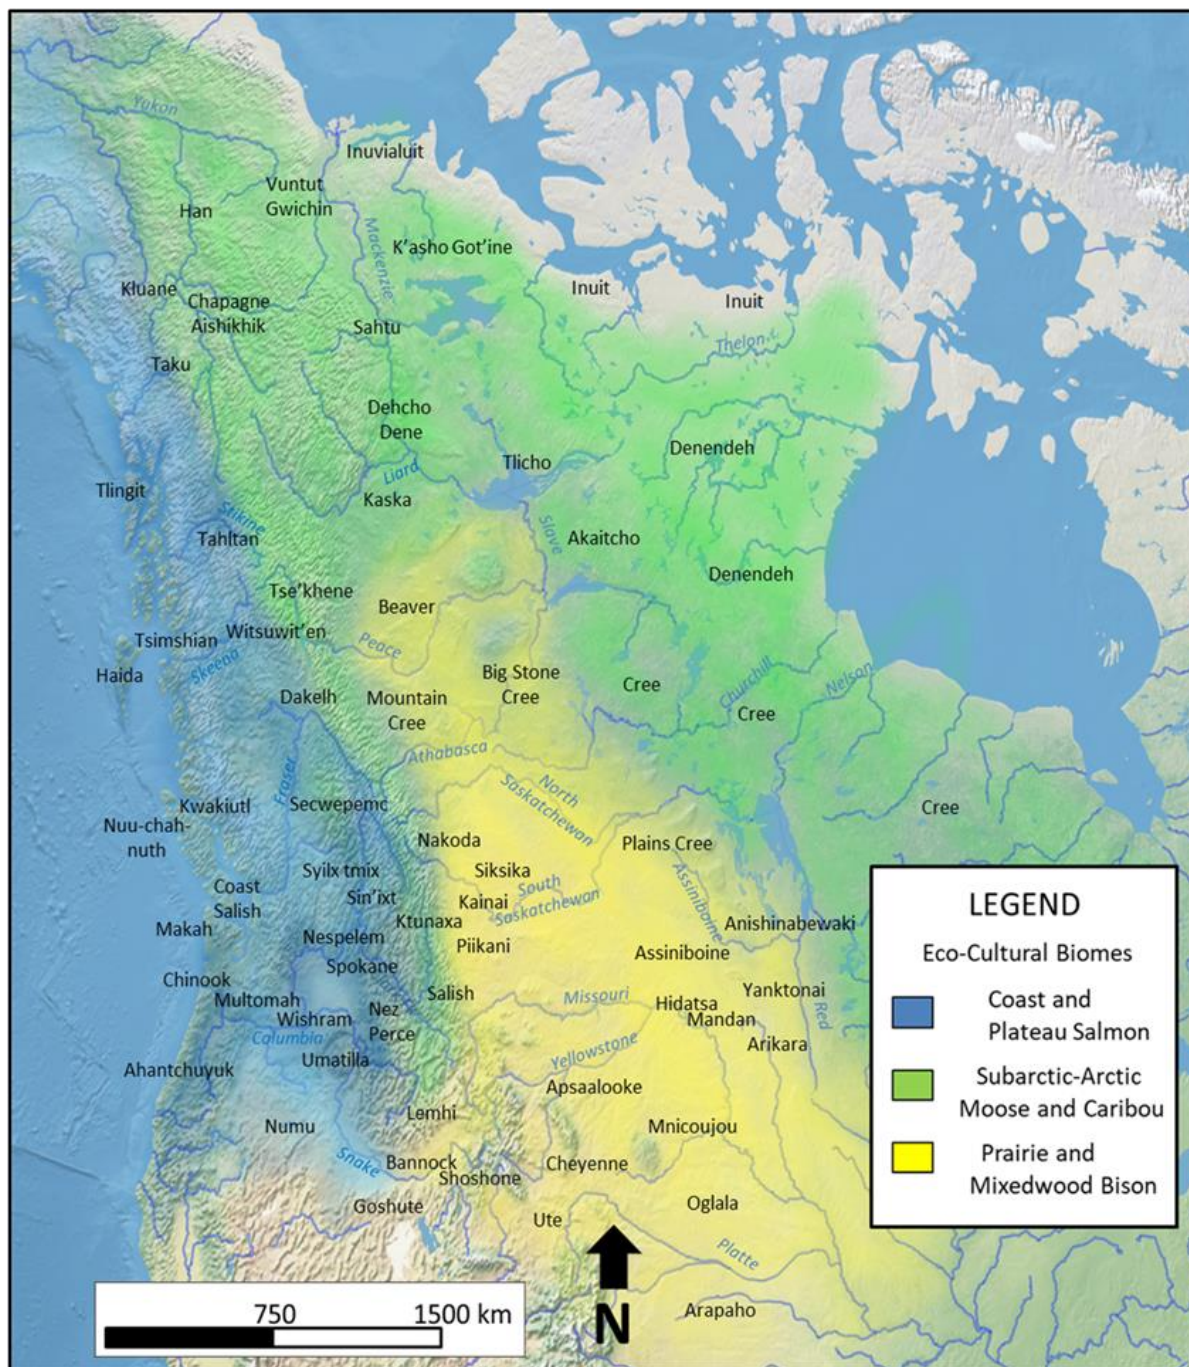 Yukon
Inuvialuit
Vuntut
Gwichin
Han
Mackenzie
K'asho Got'ine
Inuit
Inuit
Kluane
Chapagne
Aishikhik
Sahtu
Thelon
Taku
Dehcho
Dene
Denendeh
Tlicho
Liard
Kaska
Tlingit
Stikine
Slave
Tahltan
Akaitcho
Denendeh
Tse'khene
Beaver
Witsuwit'en
Tsimshian
Peace
Skeena
Haida
Big Stone
Cree
Cree
Churchill
Nelson
Dakelh
Mountain
Cree
Cree
Athabasca
Fraser
North
Saskatchewan
Kwakiutl
Secwepemc
Cree
Nuu-chah-
nuth
Nakoda
Plains Cree
Siksika
Syilx tmix
Coast
Salish
Sin'ixt
Kainai
South
Saskatchewan
Assiniboine
Makah
Ktunaxa
Anishinabewaki
Nespelem
Piikani
Assiniboine
Spokane
Chinook
Multomah
Salish
Missouri
Hidatsa
Yanktonai
Wishram
Nez
Perce
Mandan
Red
Columbia
Arikara
Umatilla
Yellowstone
Ahantchuyuk
Apsaalooke
Lemhi
Numu
Mnicoujou
Snake
Bannock
Shoshone
Cheyenne
Goshute
Oglala
Ute
Platte
Arapaho
N
750
1500 km
LEGEND
Eco-Cultural Biomes
Coast and
Plateau Salmon
Subarctic-Arctic
Moose and Caribou
Prairie and
Mixedwood Bison